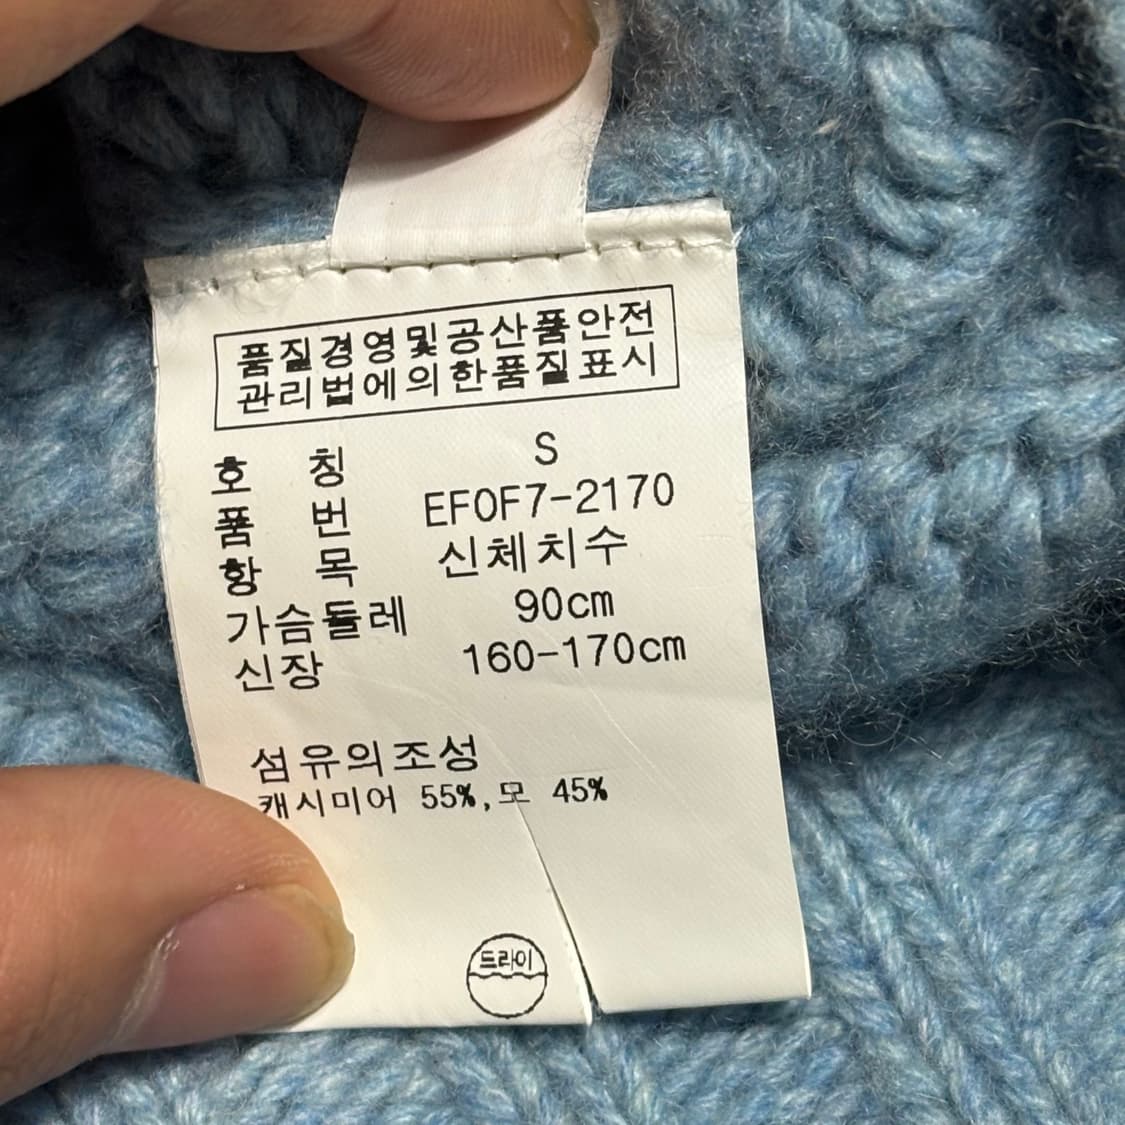 품질경영및공산품안전
관리법에의한품질표시
호 칭 S
품 번 EFOF7-2170
항 목 신체치수
가슴둘레 90cm
신장 160-170cm
섬유의조성
캐시미어 55%,모 45%
드라이